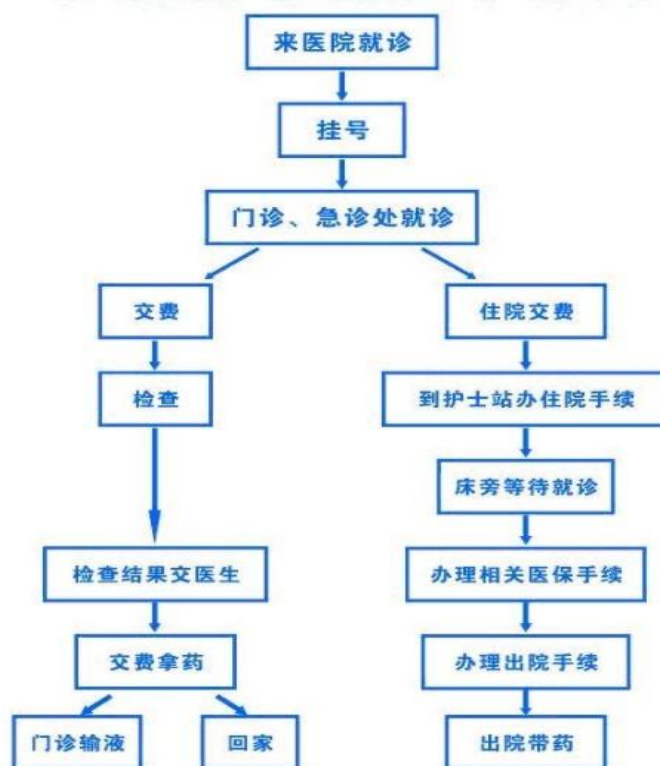 来医院就诊
挂号
门诊、急诊处就诊
交费
住院交费
检查
到护士站办住院手续
床旁等待就诊
检查结果交医生
办理相关医保手续
交费拿药
办理出院手续
门诊输液
回家
出院带药